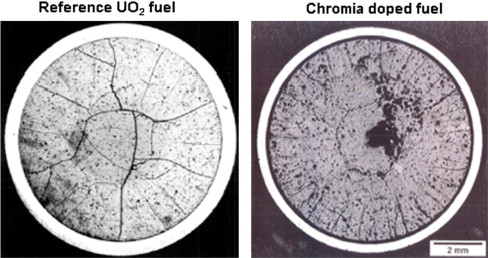 Reference UO₂ fuel
Chromia doped fuel
2 mm